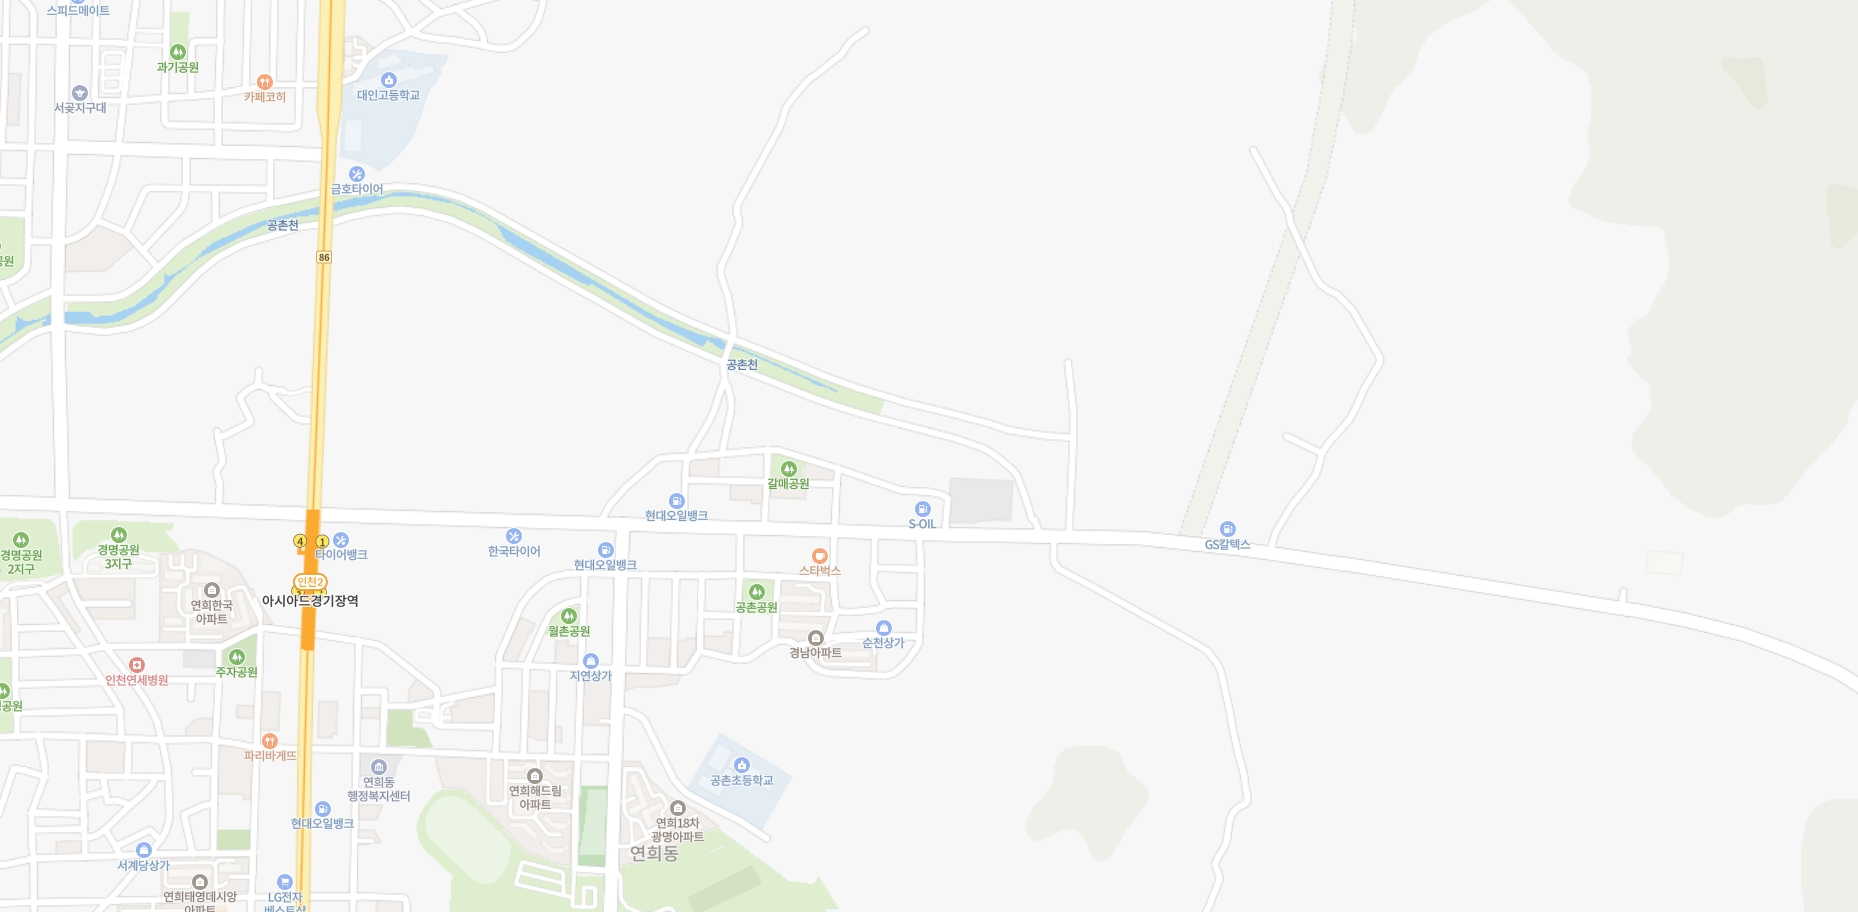 스피드메이트
과기공원
카페코히
서곶지구대
대인고등학교
금호타이어
공촌천
86
공촌천
갈매공원
현대오일뱅크
S-OIL
4
1
타이어뱅크
한국타이어
현대오일뱅크
GS칼텍스
경명공원
2지구
경명공원
3지구
스타벅스
인천2
아시아드경기장역
연희한국
아파트
공촌공원
월촌공원
순천상가
경남아파트
주자공원
인천연세병원
지연상가
파리바게뜨
연희동
행정복지센터
공촌초등학교
연희해드림
아파트
현대오일뱅크
연희18차
광명아파트
연희동
서계당상가
연희태영데시앙
아파트
LG전자
베스트샵